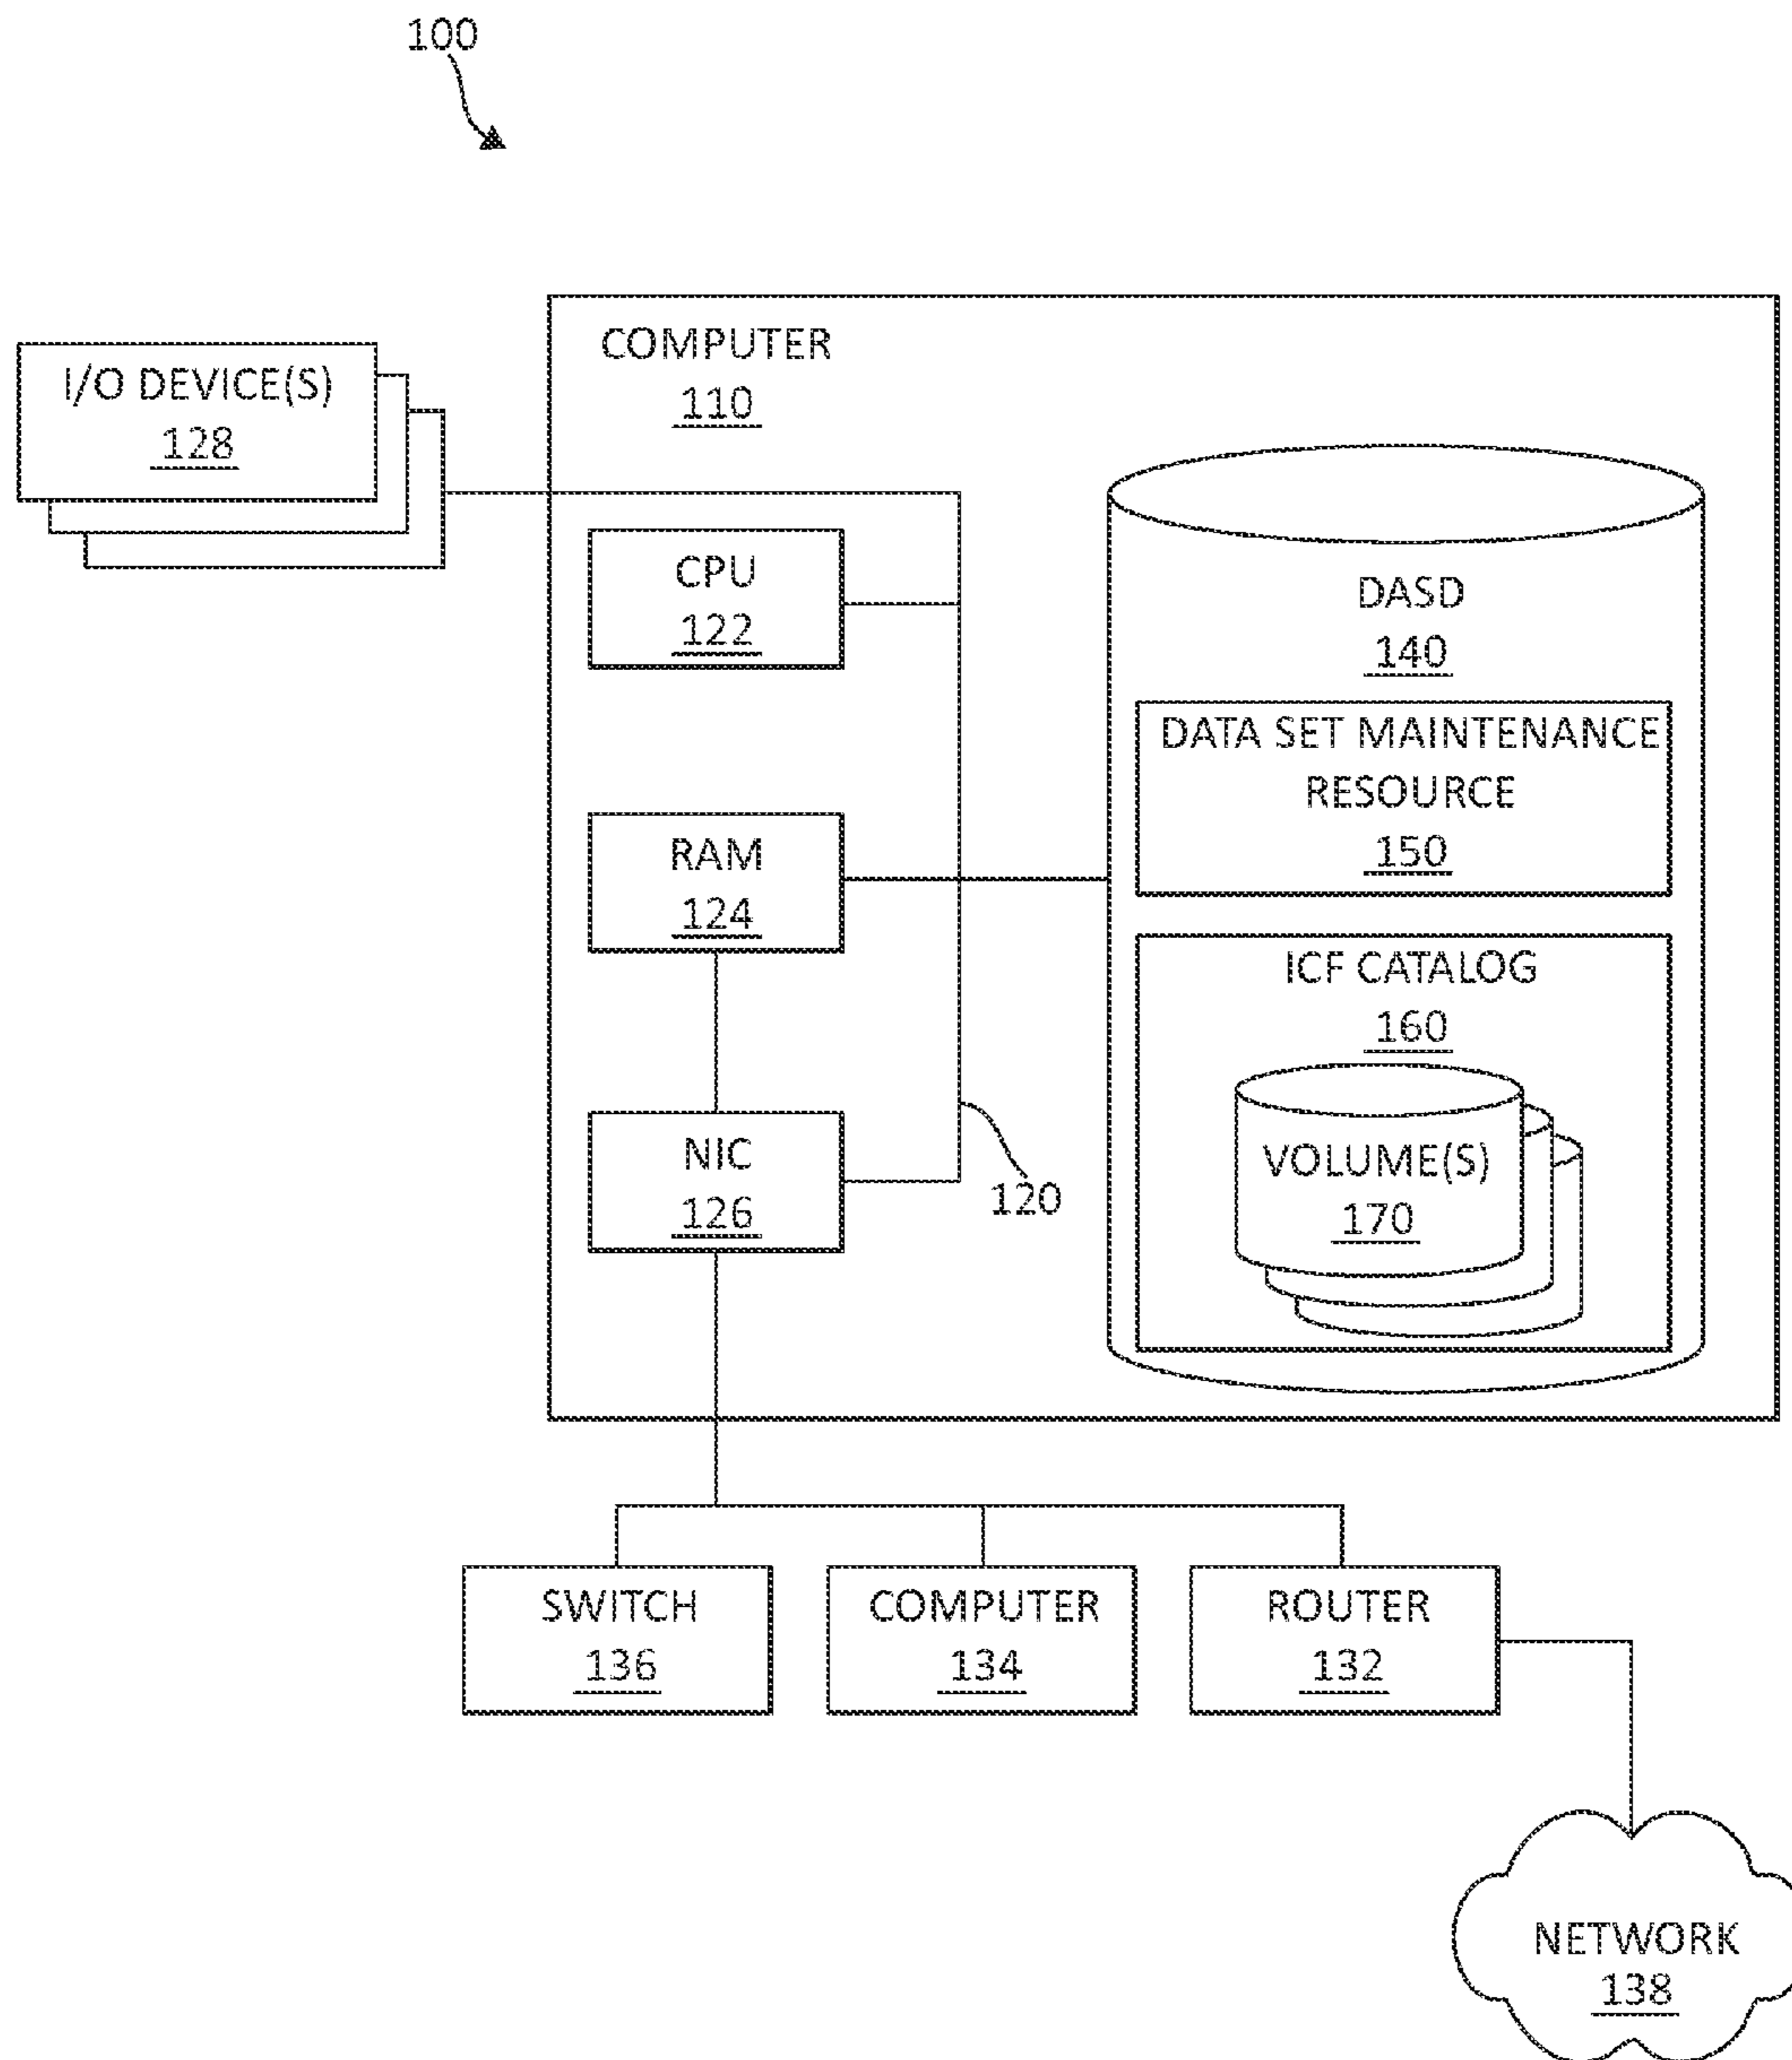 100
COMPUTER
110
I/O DEVICE(S)
128
CPU
122
DASD
140
DATA SET MAINTENANCE
RESOURCE
150
RAM
124
ICF CATALOG
160
NIC
126
120
VOLUME(S)
170
SWITCH
136
COMPUTER
134
ROUTER
132
NETWORK
138